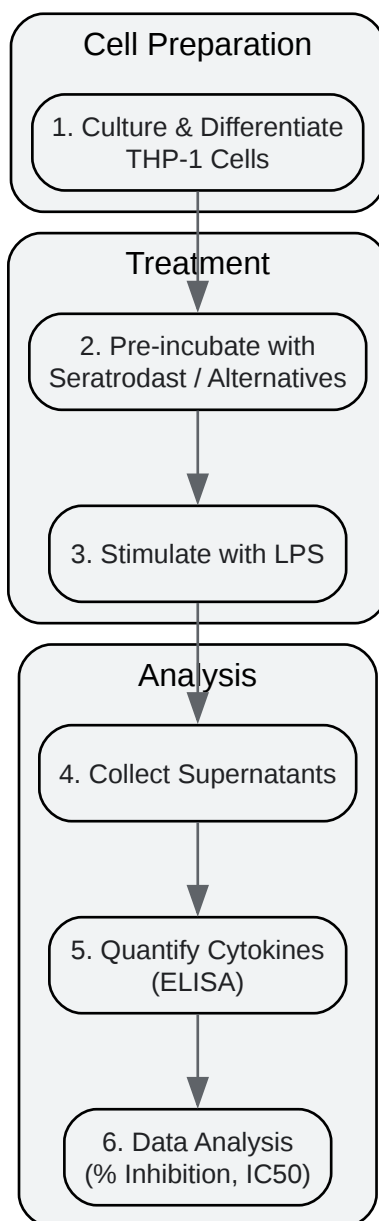 Cell Preparation
1. Culture & Differentiate
THP-1 Cells
Treatment
2. Pre-incubate with
Seratrodast / Alternatives
3. Stimulate with LPS
Analysis
4. Collect Supernatants
5. Quantify Cytokines
(ELISA)
6. Data Analysis
(% Inhibition, IC50)